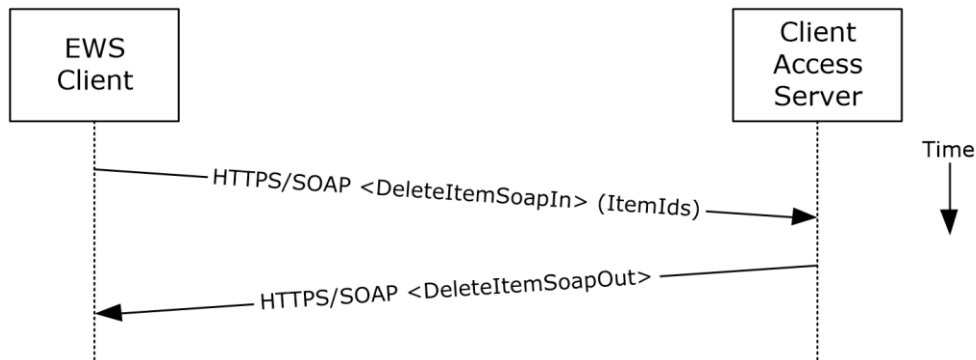 EWS
Client
Client
Access
Server
Time
HTTPS/SOAP <DeleteItemSoapIn> (ItemIds)
HTTPS/SOAP <DeleteItemSoapOut>